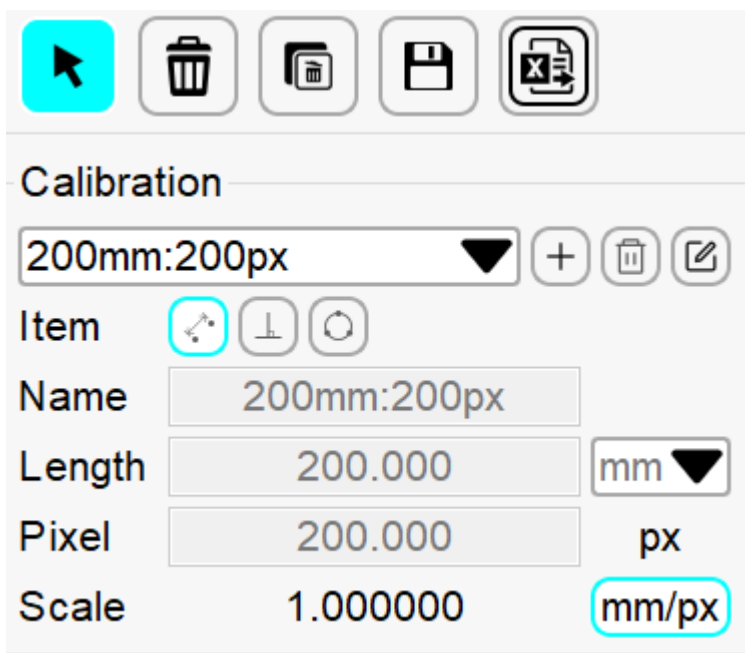 Calibration
200mm:200px
Item
Name 200mm:200px
Length 200.000 mm
Pixel 200.000 px
Scale 1.000000 mm/px